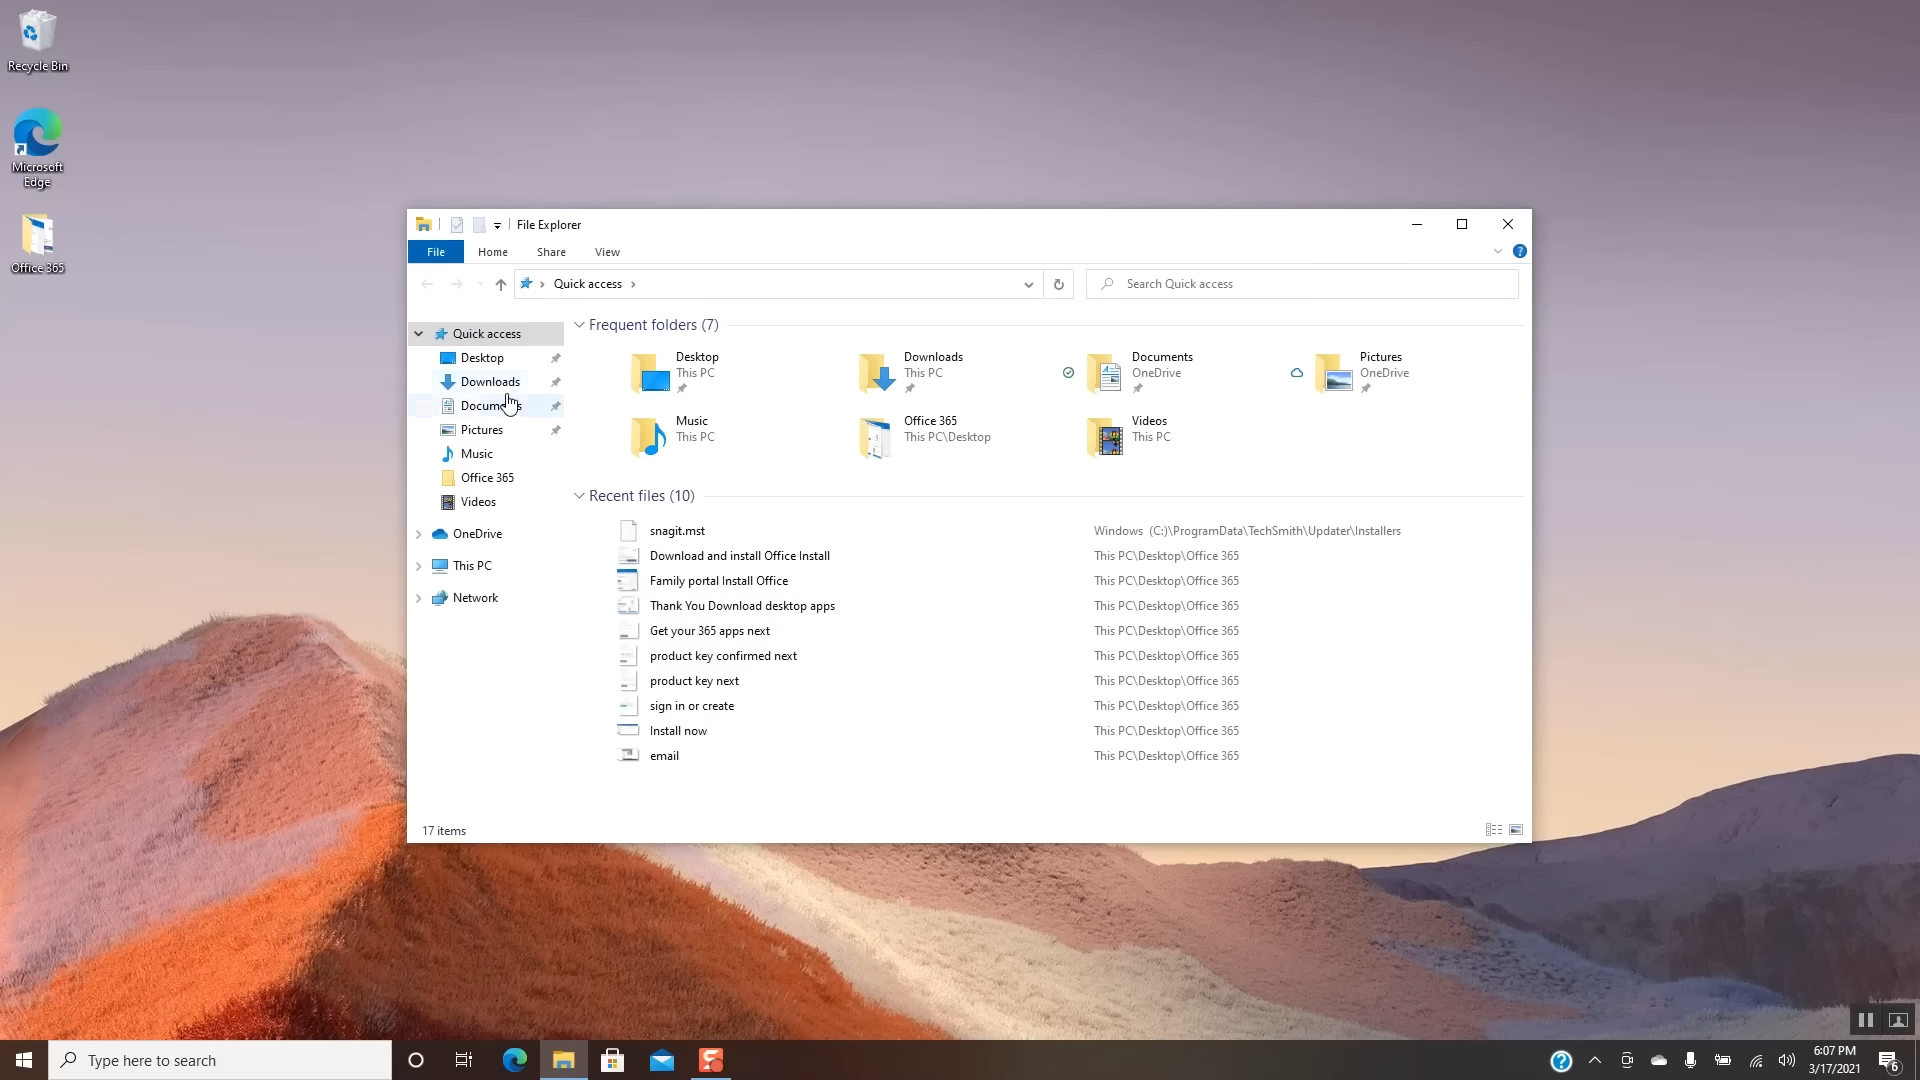 Recycle Bin
Microsoft
Edge
Office 365
File Explorer
File
Home
Share
View
Quick access
Search Quick access
Quick access
Desktop
Downloads
Documents
Pictures
Music
Office 365
Videos
OneDrive
This PC
Network
Frequent folders (7)
Desktop
This PC
Downloads
This PC
Documents
OneDrive
Pictures
OneDrive
Music
This PC
Office 365
This PC\Desktop
Videos
This PC
Recent files (10)
snagit.mst Windows (C:)\ProgramData\TechSmith\Updater\Installers
Download and install Office Install This PC\Desktop\Office 365
Family portal Install Office This PC\Desktop\Office 365
Thank You Download desktop apps This PC\Desktop\Office 365
Get your 365 apps next This PC\Desktop\Office 365
product key confirmed next This PC\Desktop\Office 365
product key next This PC\Desktop\Office 365
sign in or create This PC\Desktop\Office 365
Install now This PC\Desktop\Office 365
email This PC\Desktop\Office 365
17 items
Type here to search
6:07 PM
3/17/2021
6